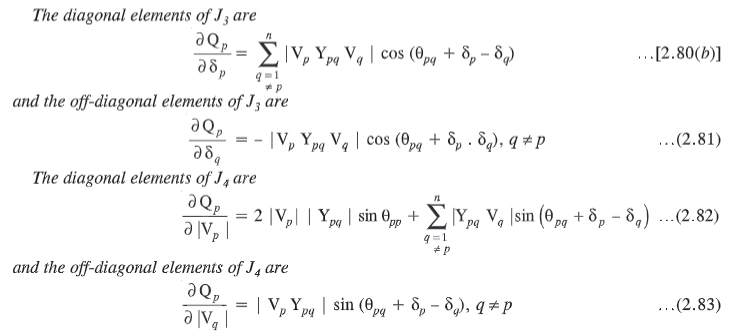 The diagonal elements of J₃ are
∂Qₚ/∂δₚ = ∑ (q=1, ≠p to n) |Vₚ Yₚq Vq| cos (θₚq + δₚ – δq) ...[2.80(b)]
and the off-diagonal elements of J₃ are
∂Qₚ/∂δq = – |Vₚ Yₚq Vq| cos (θₚq + δₚ . δq), q ≠ p ...(2.81)
The diagonal elements of J₄ are
∂Qₚ/∂|Vₚ| = 2 |Vₚ| | Yₚq | sin θₚₚ + ∑ (q=1, ≠p to n) |Yₚq Vq |sin (θₚq + δₚ – δq) ...(2.82)
and the off-diagonal elements of J₄ are
∂Qₚ/∂|Vq| = | Vₚ Yₚq | sin (θₚq + δₚ – δq), q ≠ p ...(2.83)